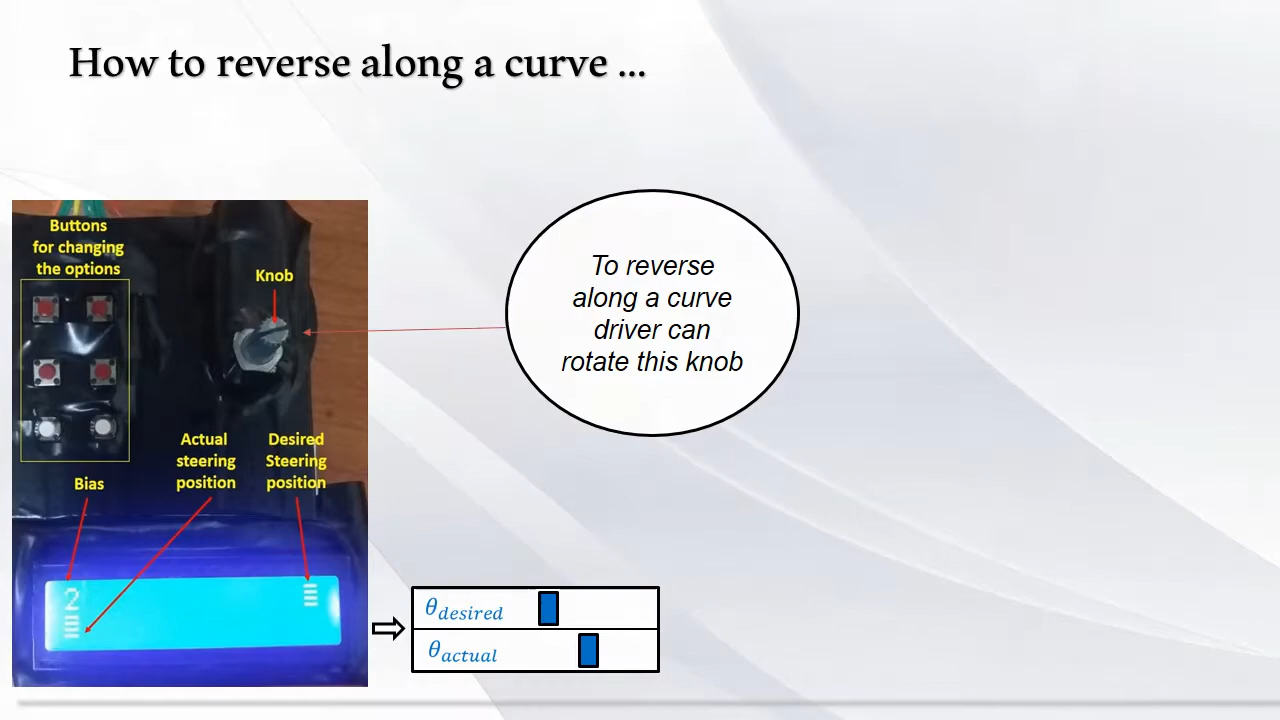 How to reverse along a curve ...
Buttons
for changing
the options
Knob
To reverse
along a curve
driver can
rotate this knob
Actual
steering
position
Desired
Steering
position
Bias
2
θdesired
θactual